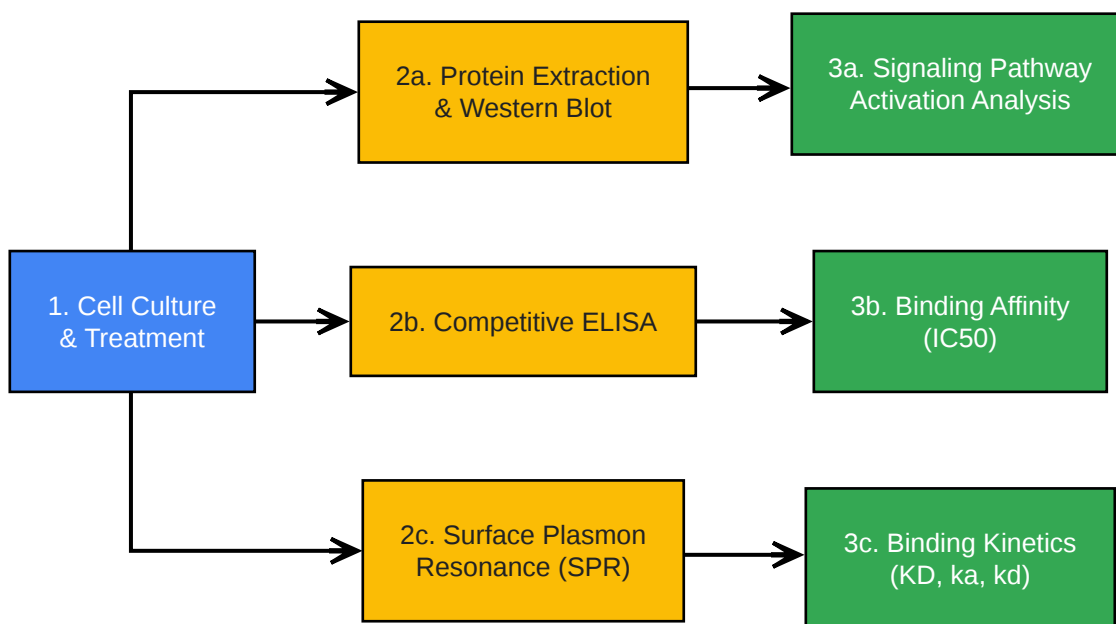 1. Cell Culture
& Treatment
2a. Protein Extraction
& Western Blot
3a. Signaling Pathway
Activation Analysis
2b. Competitive ELISA
3b. Binding Affinity
(IC50)
2c. Surface Plasmon
Resonance (SPR)
3c. Binding Kinetics
(KD, ka, kd)